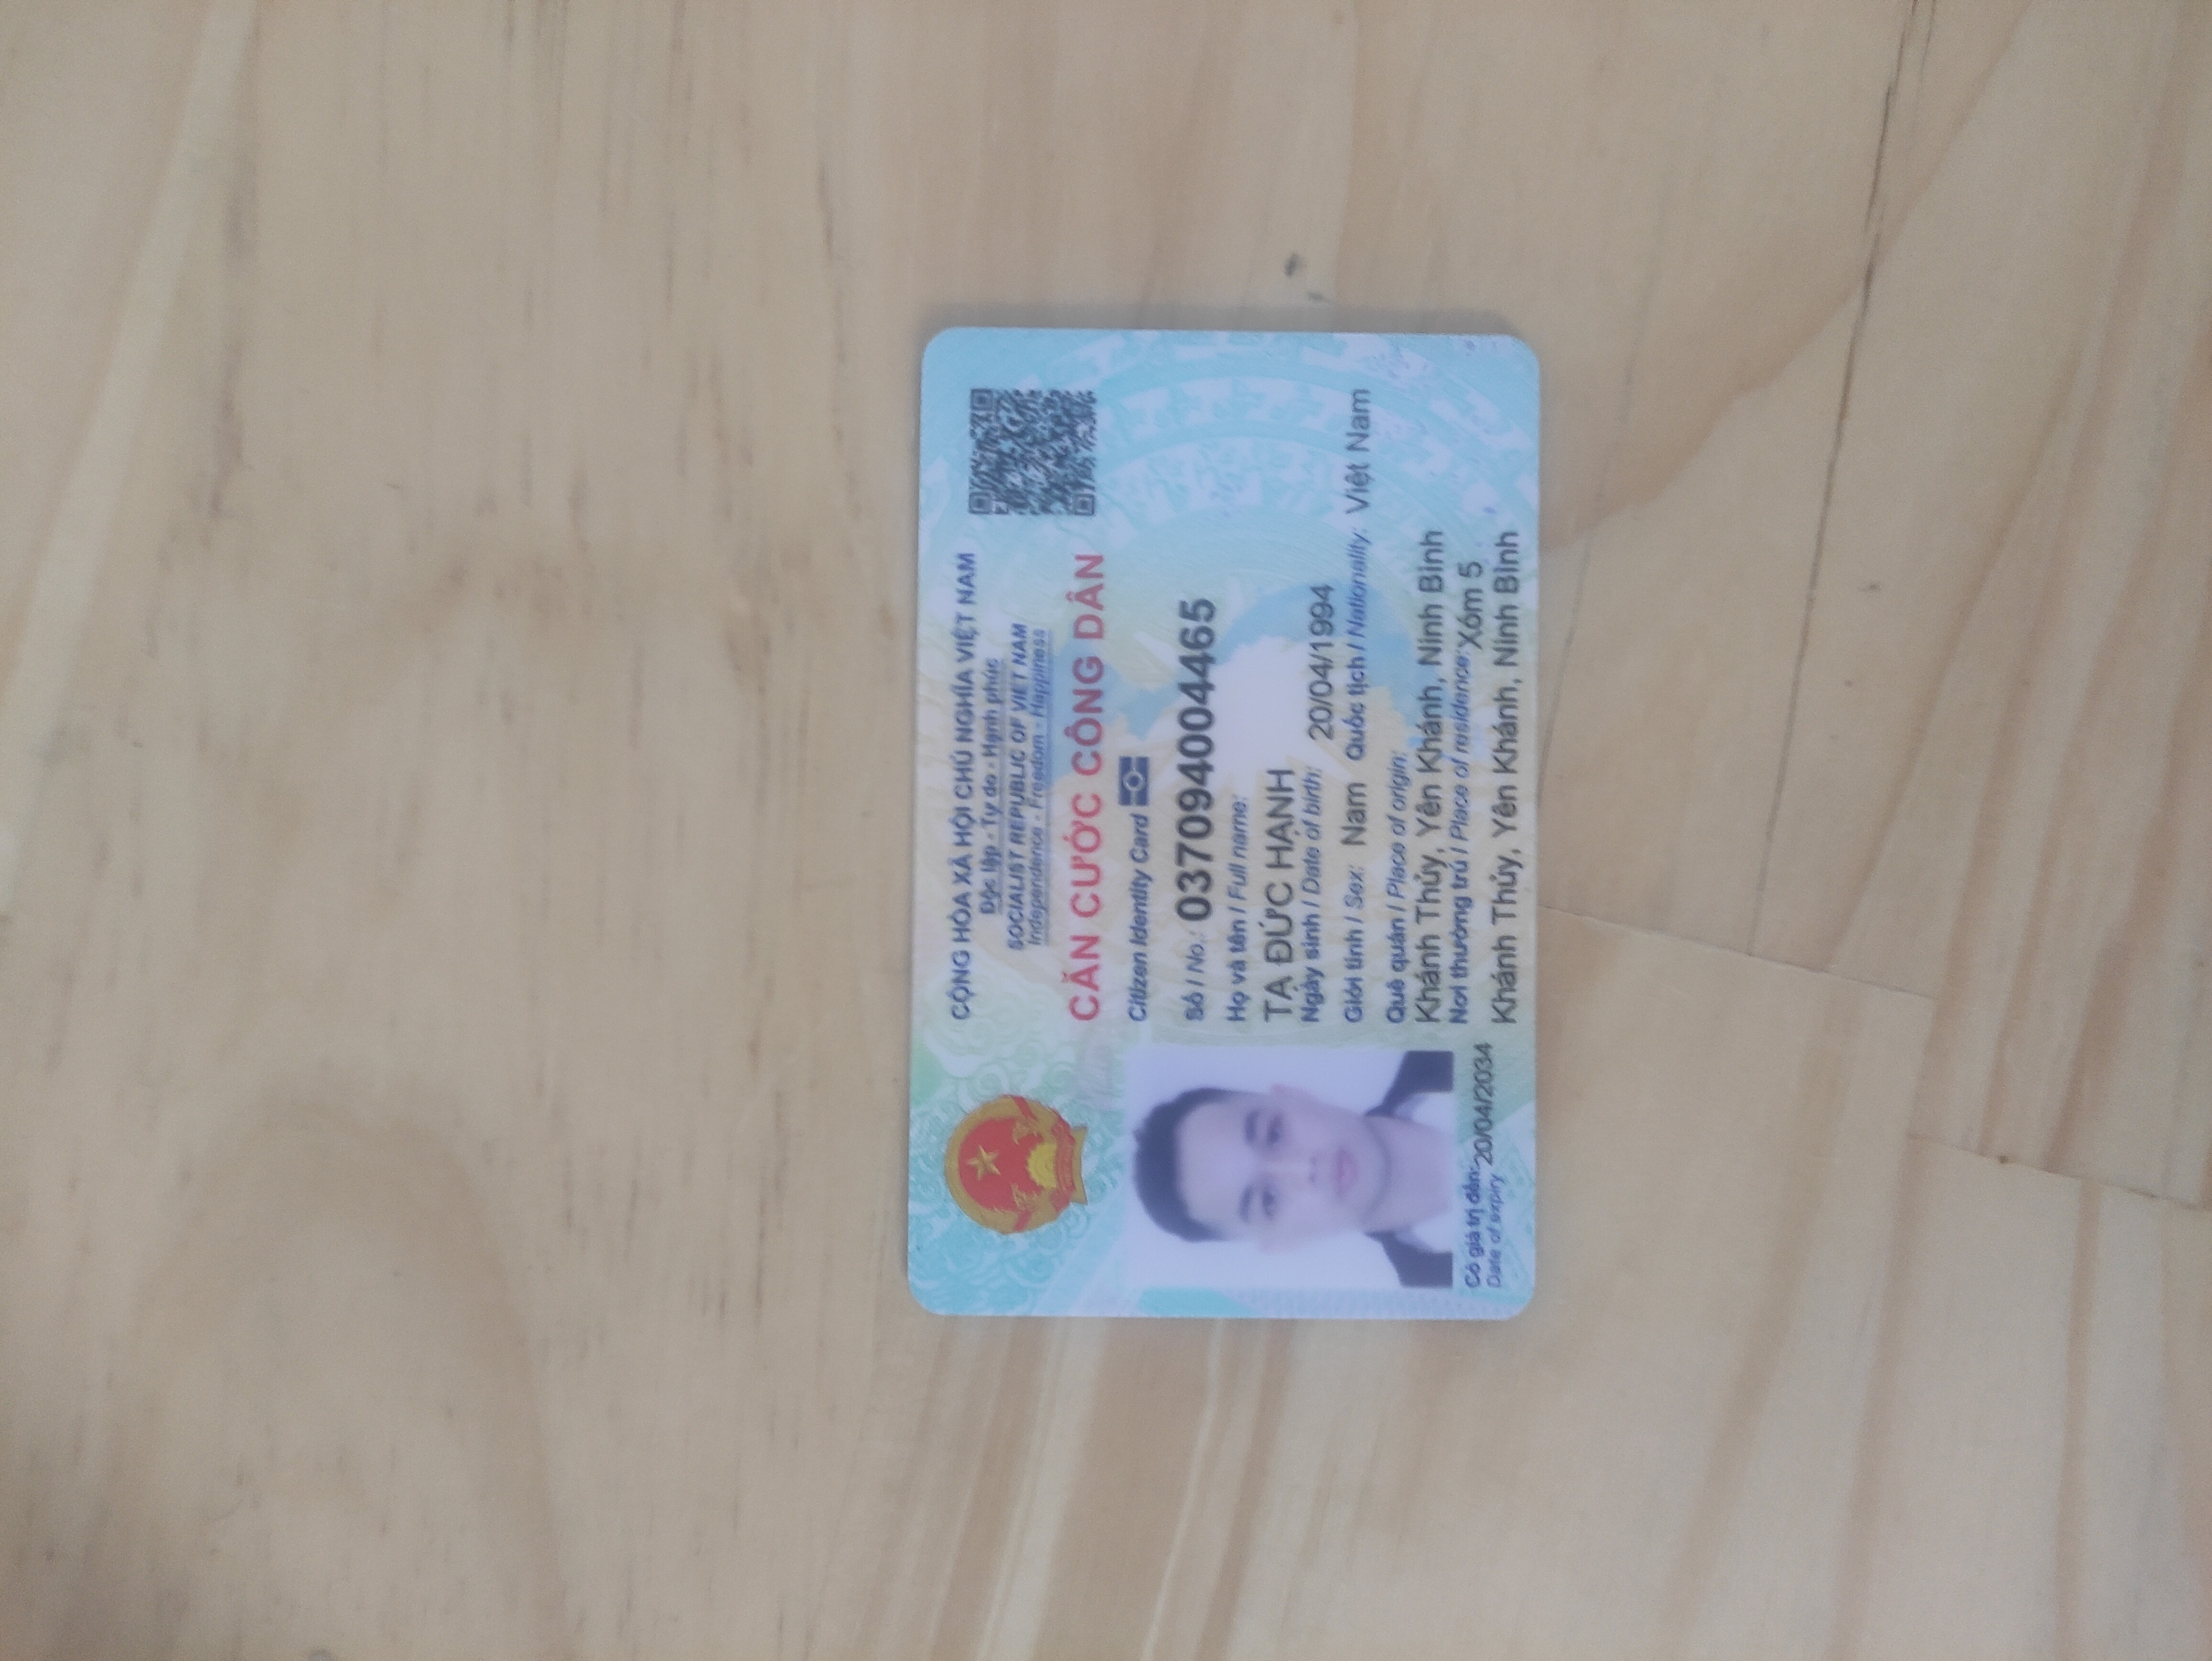 CỘNG HÒA XÃ HỘI CHỦ NGHĨA VIỆT NAM
Độc lập - Tự do - Hạnh phúc
SOCIALIST REPUBLIC OF VIET NAM
Independence - Freedom - Happiness
CĂN CƯỚC CÔNG DÂN
Citizen Identity Card
Số / No.: 037094004465
Họ và tên / Full name:
TẠ ĐỨC HẠNH
Ngày sinh / Date of birth: 20/04/1994
Giới tính / Sex: Nam Quốc tịch / Nationality: Việt Nam
Quê quán / Place of origin:
Khánh Thủy, Yên Khánh, Ninh Bình
Nơi thường trú / Place of residence: Xóm 5
Khánh Thủy, Yên Khánh, Ninh Bình
Có giá trị đến: 20/04/2034
Date of expiry